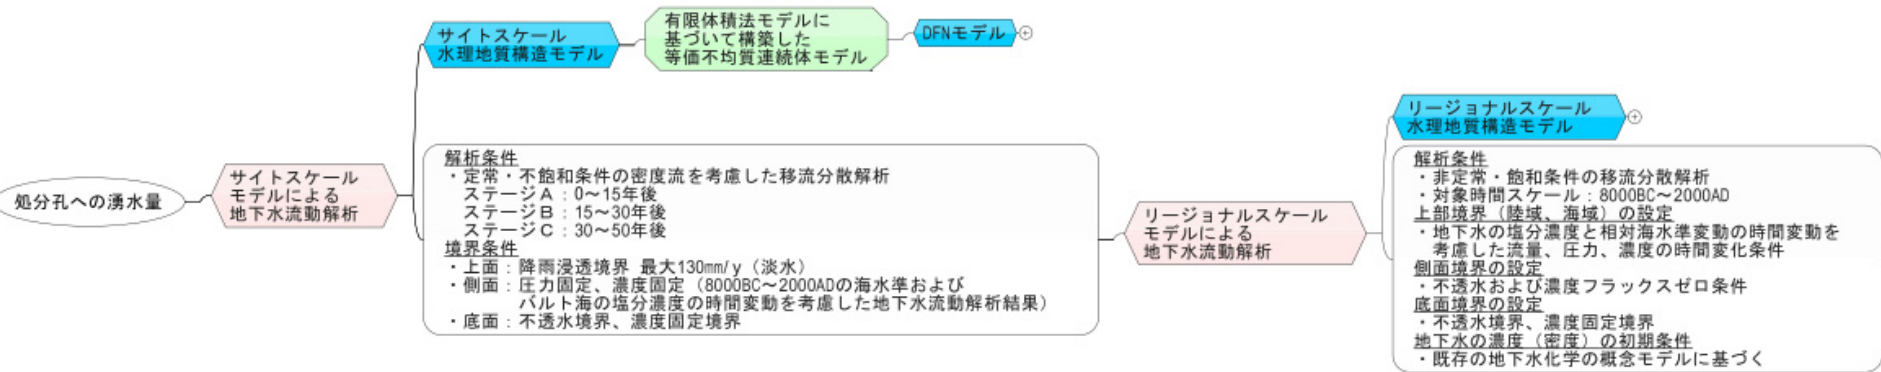 処分孔への湧水量
サイトスケール
モデルによる
地下水流動解析
サイトスケール
水理地質構造モデル
有限体積法モデルに
基づいて構築した
等価不均質連続体モデル
DFNモデル
解析条件
・定常・不飽和条件の密度流を考慮した移流分散解析
ステージA：0〜15年後
ステージB：15〜30年後
ステージC：30〜50年後
境界条件
・上面：降雨浸透境界 最大130mm/y（淡水）
・側面：圧力固定、濃度固定（8000BC〜2000ADの海水準および
バルト海の塩分濃度の時間変動を考慮した地下水流動解析結果）
・底面：不透水境界、濃度固定境界
リージョナルスケール
モデルによる
地下水流動解析
リージョナルスケール
水理地質構造モデル
解析条件
・非定常・飽和条件の移流分散解析
・対象時間スケール：8000BC〜2000AD
上部境界（陸域、海域）の設定
・地下水の塩分濃度と相対海水準変動の時間変動を
考慮した流量、圧力、濃度の時間変化条件
側面境界の設定
・不透水および濃度フラックスゼロ条件
底面境界の設定
・不透水境界、濃度固定境界
地下水の濃度（密度）の初期条件
・既存の地下水化学の概念モデルに基づく